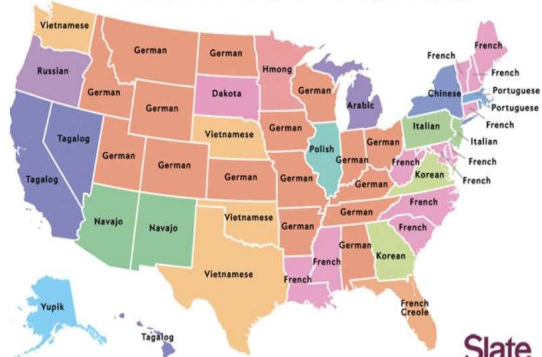 Vietnamese
German
German
Hmong
French
French
French
Russian
German
German
Dakota
German
Arabic
Chinese
Portuguese
Portuguese
French
Tagalog
Tagalog
German
German
Vietnamese
German
German
German
Polish
German
German
German
Italian
Italian
French
French
French
Korean
French
Navajo
Navajo
Vietnamese
German
German
French
Vietnamese
French
French
German
Korean
French
Creole
Yupik
Tagalog
Slate